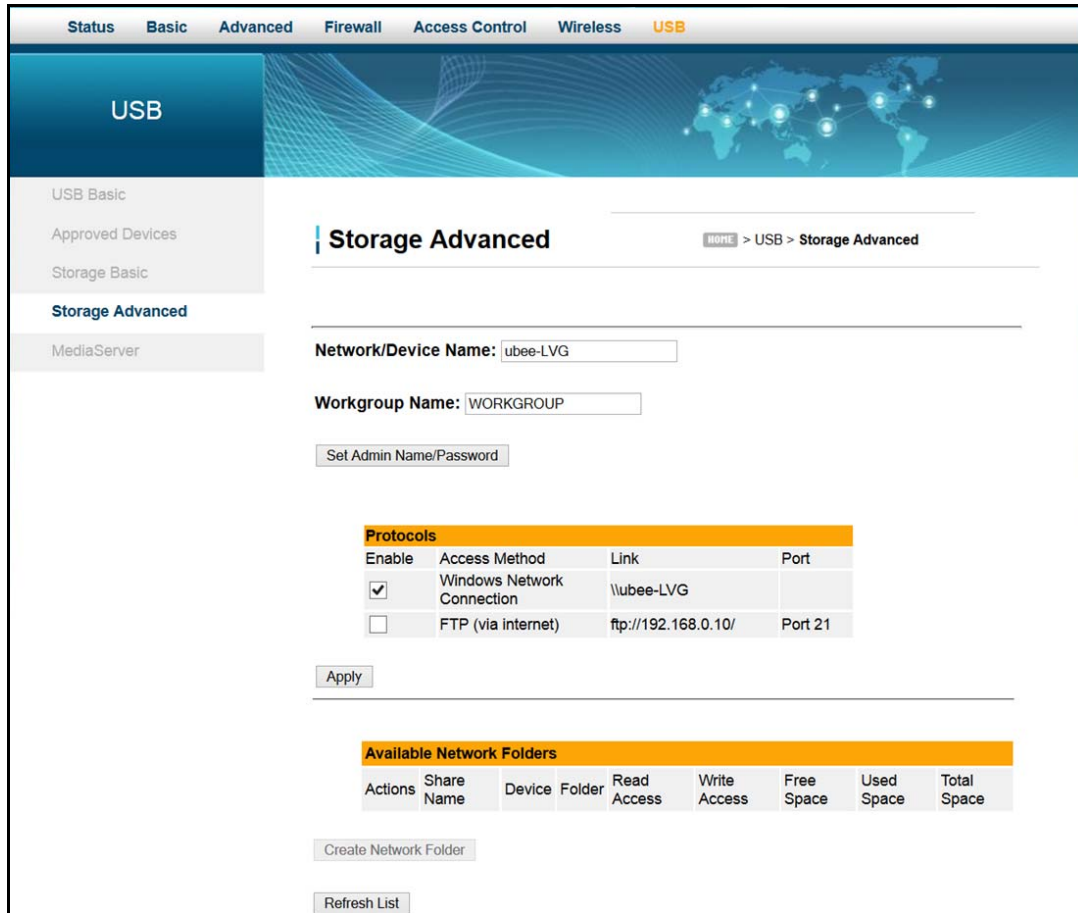 Status Basic Advanced Firewall Access Control Wireless USB
USB
USB Basic
Approved Devices
Storage Basic
Storage Advanced
MediaServer
Storage Advanced
HOME > USB > Storage Advanced
Network/Device Name: ubee-LVG
Workgroup Name: WORKGROUP
Set Admin Name/Password
Protocols
Enable Access Method Link Port
Windows Network Connection \\ubee-LVG
FTP (via internet) ftp://192.168.0.10/ Port 21
Apply
Available Network Folders
Actions Share Name Device Folder Read Access Write Access Free Space Used Space Total Space
Create Network Folder
Refresh List